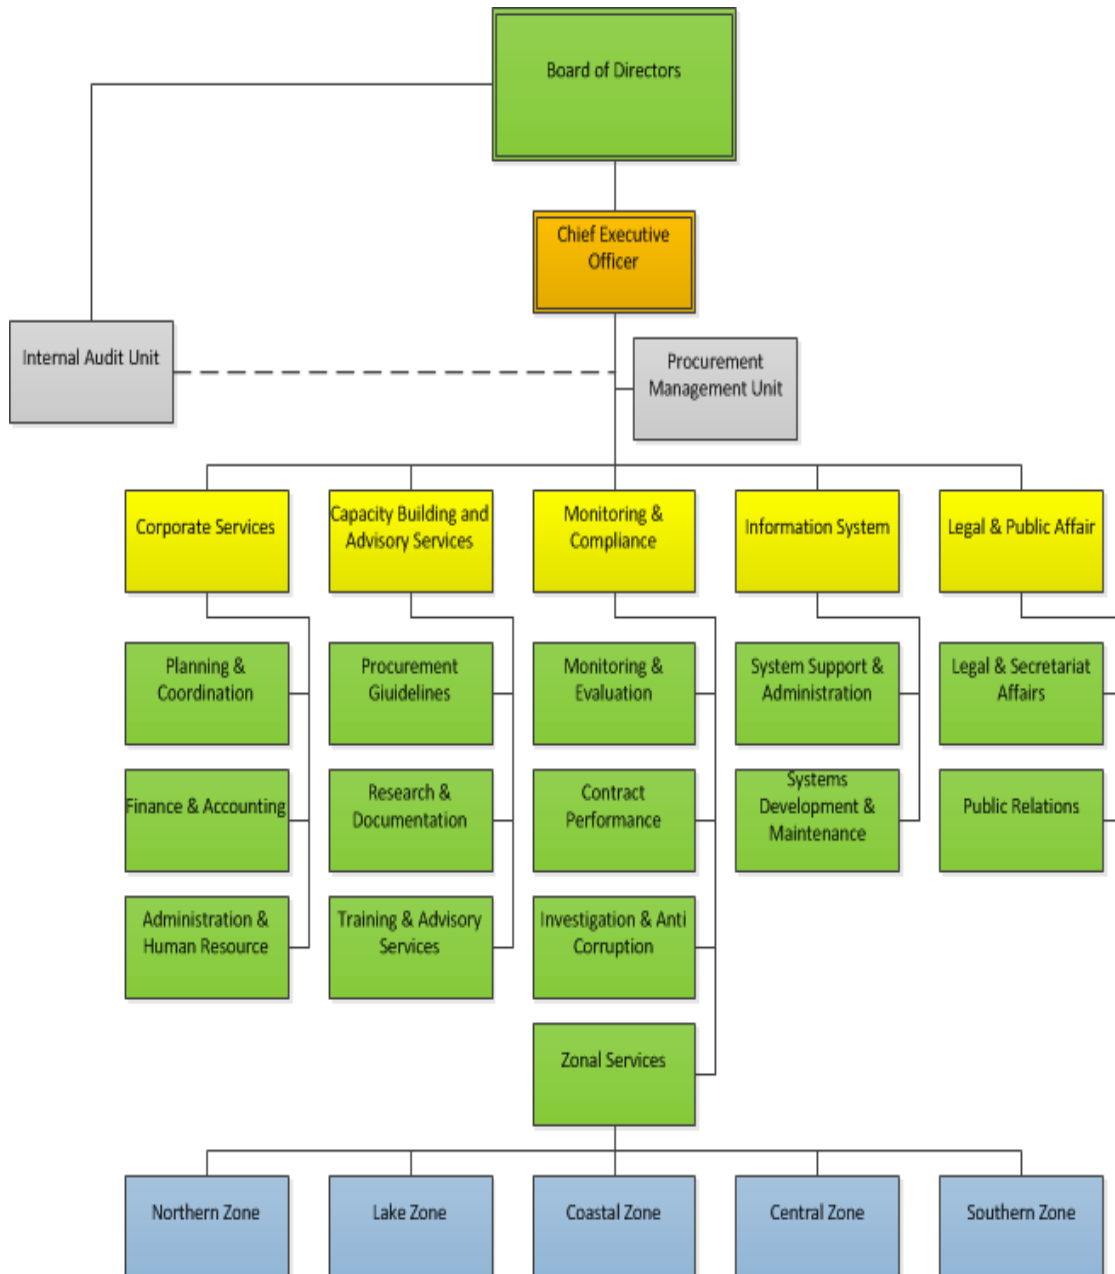 Board of Directors
Chief Executive
Officer
Internal Audit Unit
Procurement
Management Unit
Corporate Services
Capacity Building and
Advisory Services
Monitoring &
Compliance
Information System
Legal & Public Affair
Planning &
Coordination
Procurement
Giuidelines
Monitoring &
Evaluation
System Support &
Administration
Legal & Secretariat
Affairs
Finance & Accounting
Research &
Documentation
Contract
Performance
Systems
Development &
Maintenance
Public Relations
Administration &
Human Resource
Training & Advisory
Services
Investigation & Anti
Corruption
Zonal Services
Northern Zone
Lake Zone
Coastal Zone
Central Zone
Southern Zone